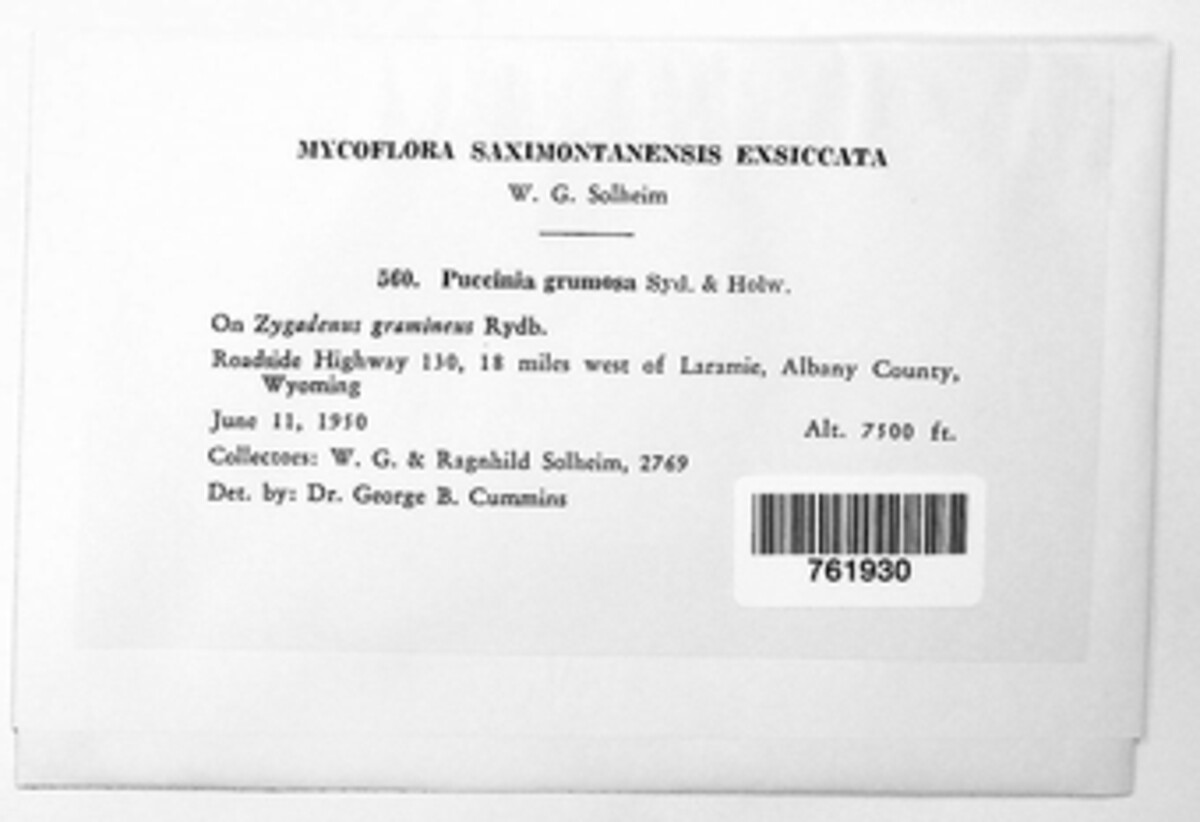 MYCOFLORA SAXIMONTANENSIS EXSICCATA
W. G. Solheim
560. Puccinia grumosa Syd. & Holw.
On Zygadenus gramineus Rydb.
Roadside Highway 130, 18 miles west of Laramie, Albany County,
Wyoming
June 11, 1950 Alt. 7500 ft.
Collectors: W. G. & Ragnhild Solheim, 2769
Det. by: Dr. George B. Cummins
761930